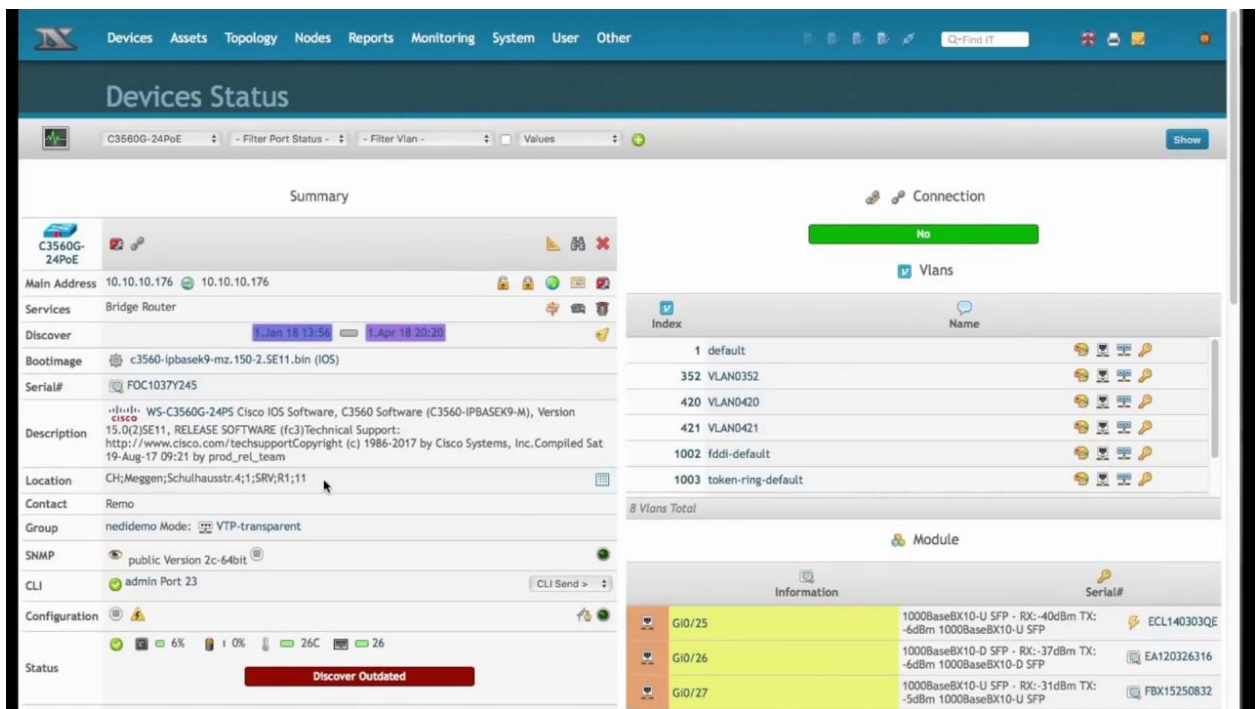 Devices Assets Topology Nodes Reports Monitoring System User Other
Find IT
Devices Status
C3560G-24PoE
- Filter Port Status -
- Filter Vlan -
Values
Show
Summary
C3560G-
24PoE
Main Address 10.10.10.176 10.10.10.176
Services Bridge Router
Discover 1.Jan 18 13:56 1.Apr 18 20:20
Bootimage c3560-ipbasek9-mz.150-2.SE11.bin (IOS)
Serial# FOC1037Y245
Description
CISCO WS-C3560G-24PS Cisco IOS Software, C3560 Software (C3560-IPBASEK9-M), Version
15.0(2)SE11, RELEASE SOFTWARE (fc3)Technical Support:
http://www.cisco.com/techsupportCopyright (c) 1986-2017 by Cisco Systems, Inc.Compiled Sat
19-Aug-17 09:21 by prod_rel_team
Location CH;Meggen;Schulhausstr.4;1;SRV;R1;11
Contact Remo
Group nedidemo Mode: VTP-transparent
SNMP public Version 2c-64bit
CLI admin Port 23 CLI Send >
Configuration
Status 6% 0% 26C 26
Discover Outdated
Connection
No
Vlans
Index Name
1 default
352 VLAN0352
420 VLAN0420
421 VLAN0421
1002 fddi-default
1003 token-ring-default
8 Vlans Total
Module
Information Serial#
Gi0/25 1000BaseBX10-U SFP - RX:-40dBm TX:
-6dBm 1000BaseBX10-U SFP ECL140303QE
Gi0/26 1000BaseBX10-D SFP - RX:-37dBm TX:
-6dBm 1000BaseBX10-D SFP EA120326316
Gi0/27 1000BaseBX10-U SFP - RX:-31dBm TX:
-5dBm 1000BaseBX10-U SFP FBX15250832